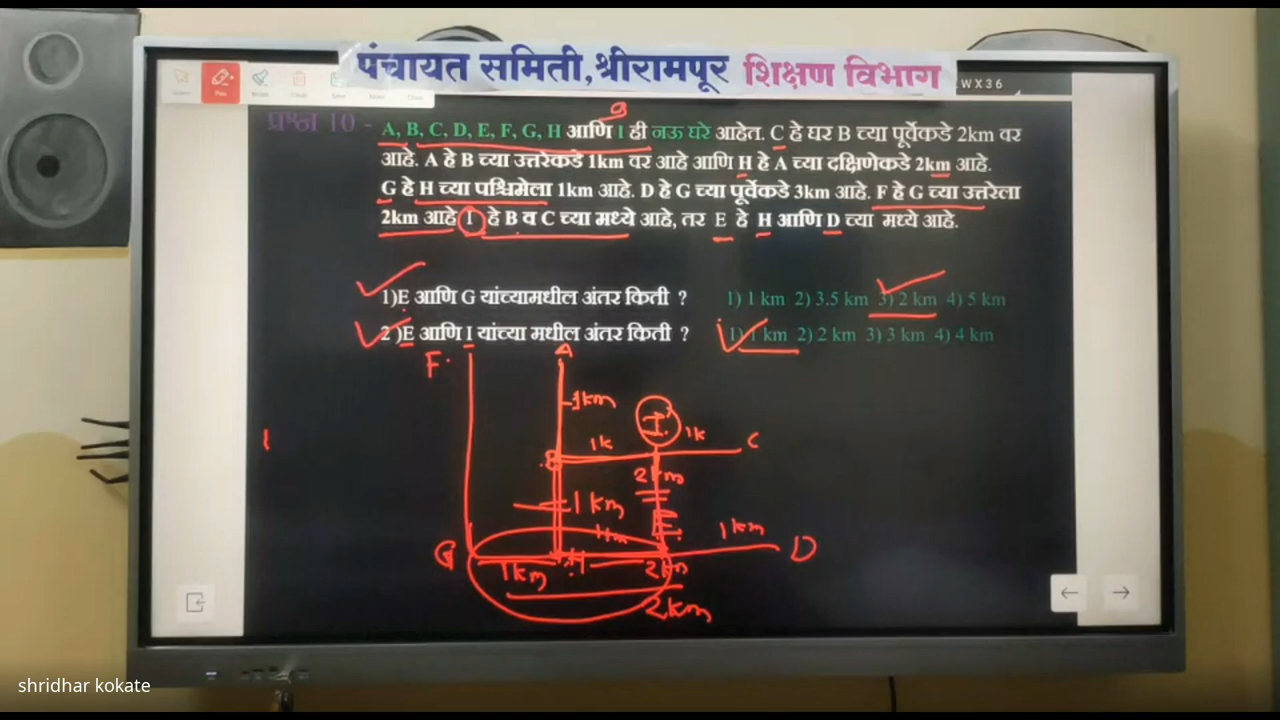 पंचायत समिती,श्रीरामपूर शिक्षण विभाग
WX36
9
प्रश्न 10 - A, B, C, D, E, F, G, H आणि I ही नऊ घरे आहेत. C हे घर B च्या पूर्वेकडे 2km वर
आहे. A हे B च्या उत्तरेकडे 1km वर आहे आणि H हे A च्या दक्षिणेकडे 2km आहे.
G हे H च्या पश्चिमेला 1km आहे. D हे G च्या पूर्वेकडे 3km आहे. F हे G च्या उत्तरेला
2km आहे I हे B व C च्या मध्ये आहे, तर E हे H आणि D च्या मध्ये आहे.
1)E आणि G यांच्यामधील अंतर किती ? 1) 1 km 2) 3.5 km 3) 2 km 4) 5 km
2 )E आणि I यांच्या मधील अंतर किती ? 1) 1 km 2) 2 km 3) 3 km 4) 4 km
F A
1km
I
1k 1k C
B
2km
1 km
E
1km 1km
G H D
1km 2km
2km
shridhar kokate